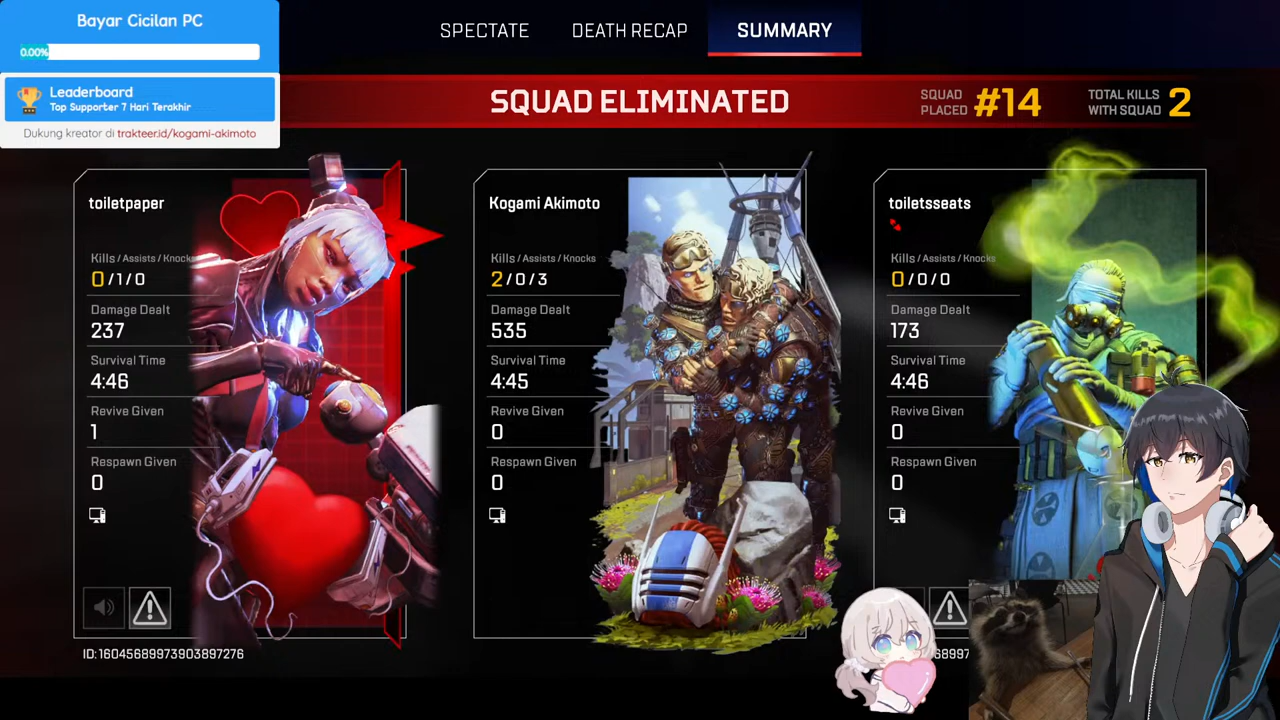 Bayar Cicilan PC
0.00%
Leaderboard
Top Supporter 7 Hari Terakhir
Dukung kreator di trakteer.id/kogami-akimoto
SPECTATE
DEATH RECAP
SUMMARY
SQUAD ELIMINATED
SQUAD PLACED #14
TOTAL KILLS WITH SQUAD 2
toiletpaper
Kills / Assists / Knocks
0/1/0
Damage Dealt
237
Survival Time
4:46
Revive Given
1
Respawn Given
0
ID: 16045689973903897276
Kogami Akimoto
Kills / Assists / Knocks
2/0/3
Damage Dealt
535
Survival Time
4:45
Revive Given
0
Respawn Given
0
toiletsseats
Kills / Assists / Knocks
0/0/0
Damage Dealt
173
Survival Time
4:46
Revive Given
0
Respawn Given
0